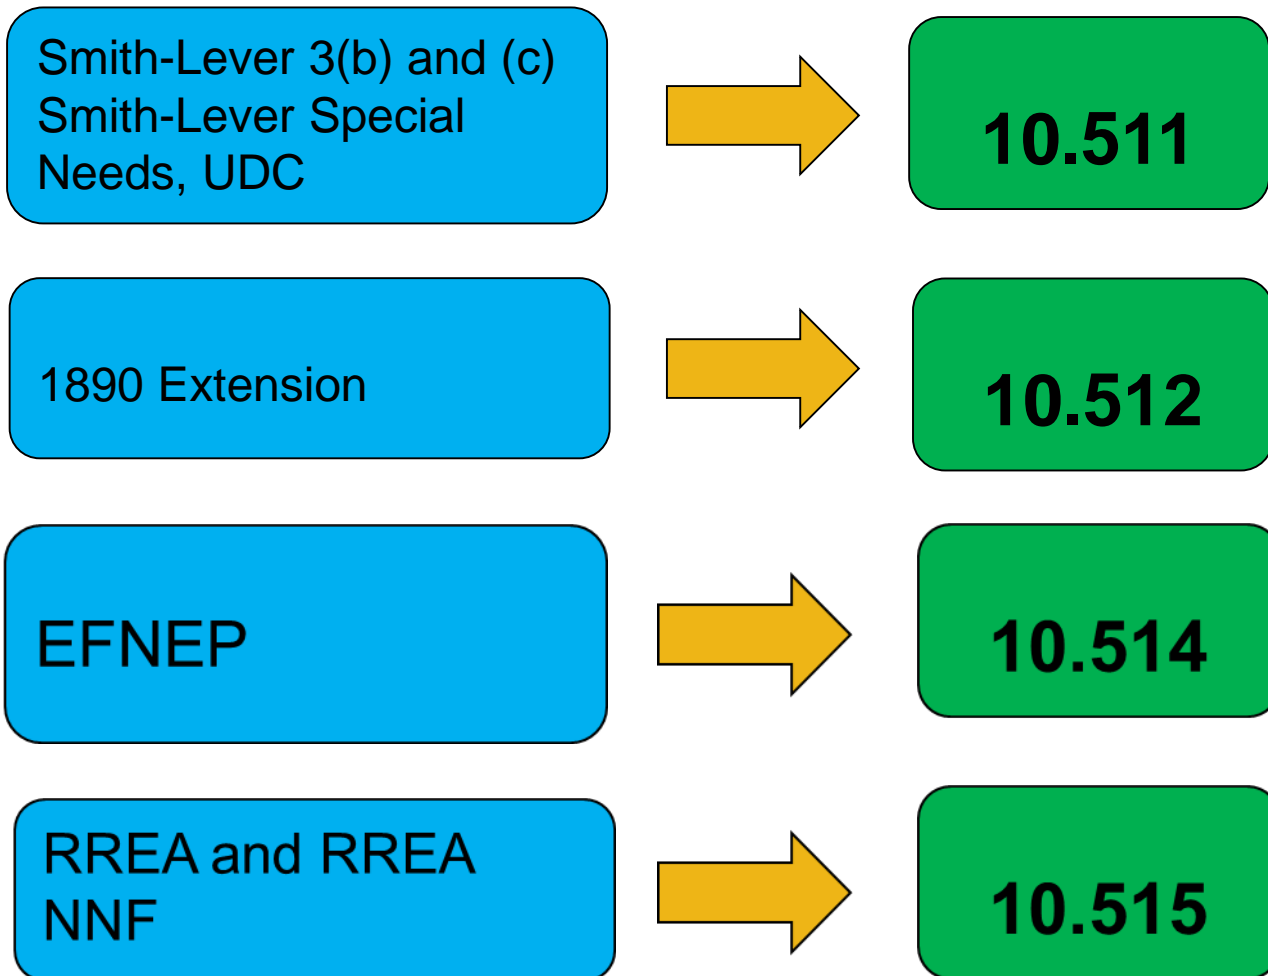 Smith-Lever 3(b) and (c)
Smith-Lever Special
Needs, UDC
10.511
1890 Extension
10.512
EFNEP
10.514
RREA and RREA
NNF
10.515